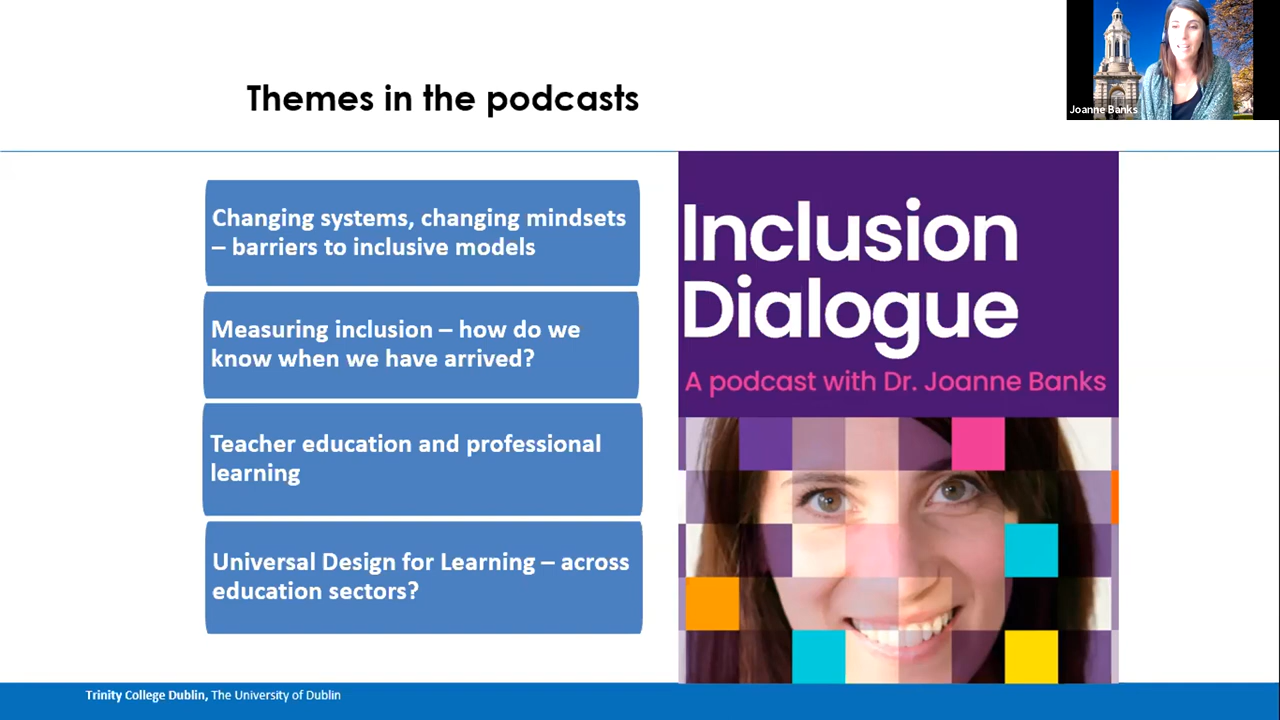 Themes in the podcasts
Joanne Banks
Changing systems, changing mindsets
– barriers to inclusive models
Measuring inclusion – how do we
know when we have arrived?
Teacher education and professional
learning
Universal Design for Learning – across
education sectors?
Inclusion
Dialogue
A podcast with Dr. Joanne Banks
Trinity College Dublin, The University of Dublin